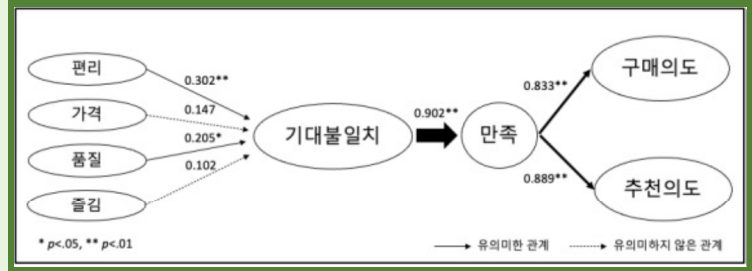 편리
가격
품질
즐김
0.302**
0.147
0.205*
0.102
기대불일치
0.902**
만족
0.833**
0.889**
구매의도
추천의도
* p<.05, ** p<.01
유의미한 관계
유의미하지 않은 관계